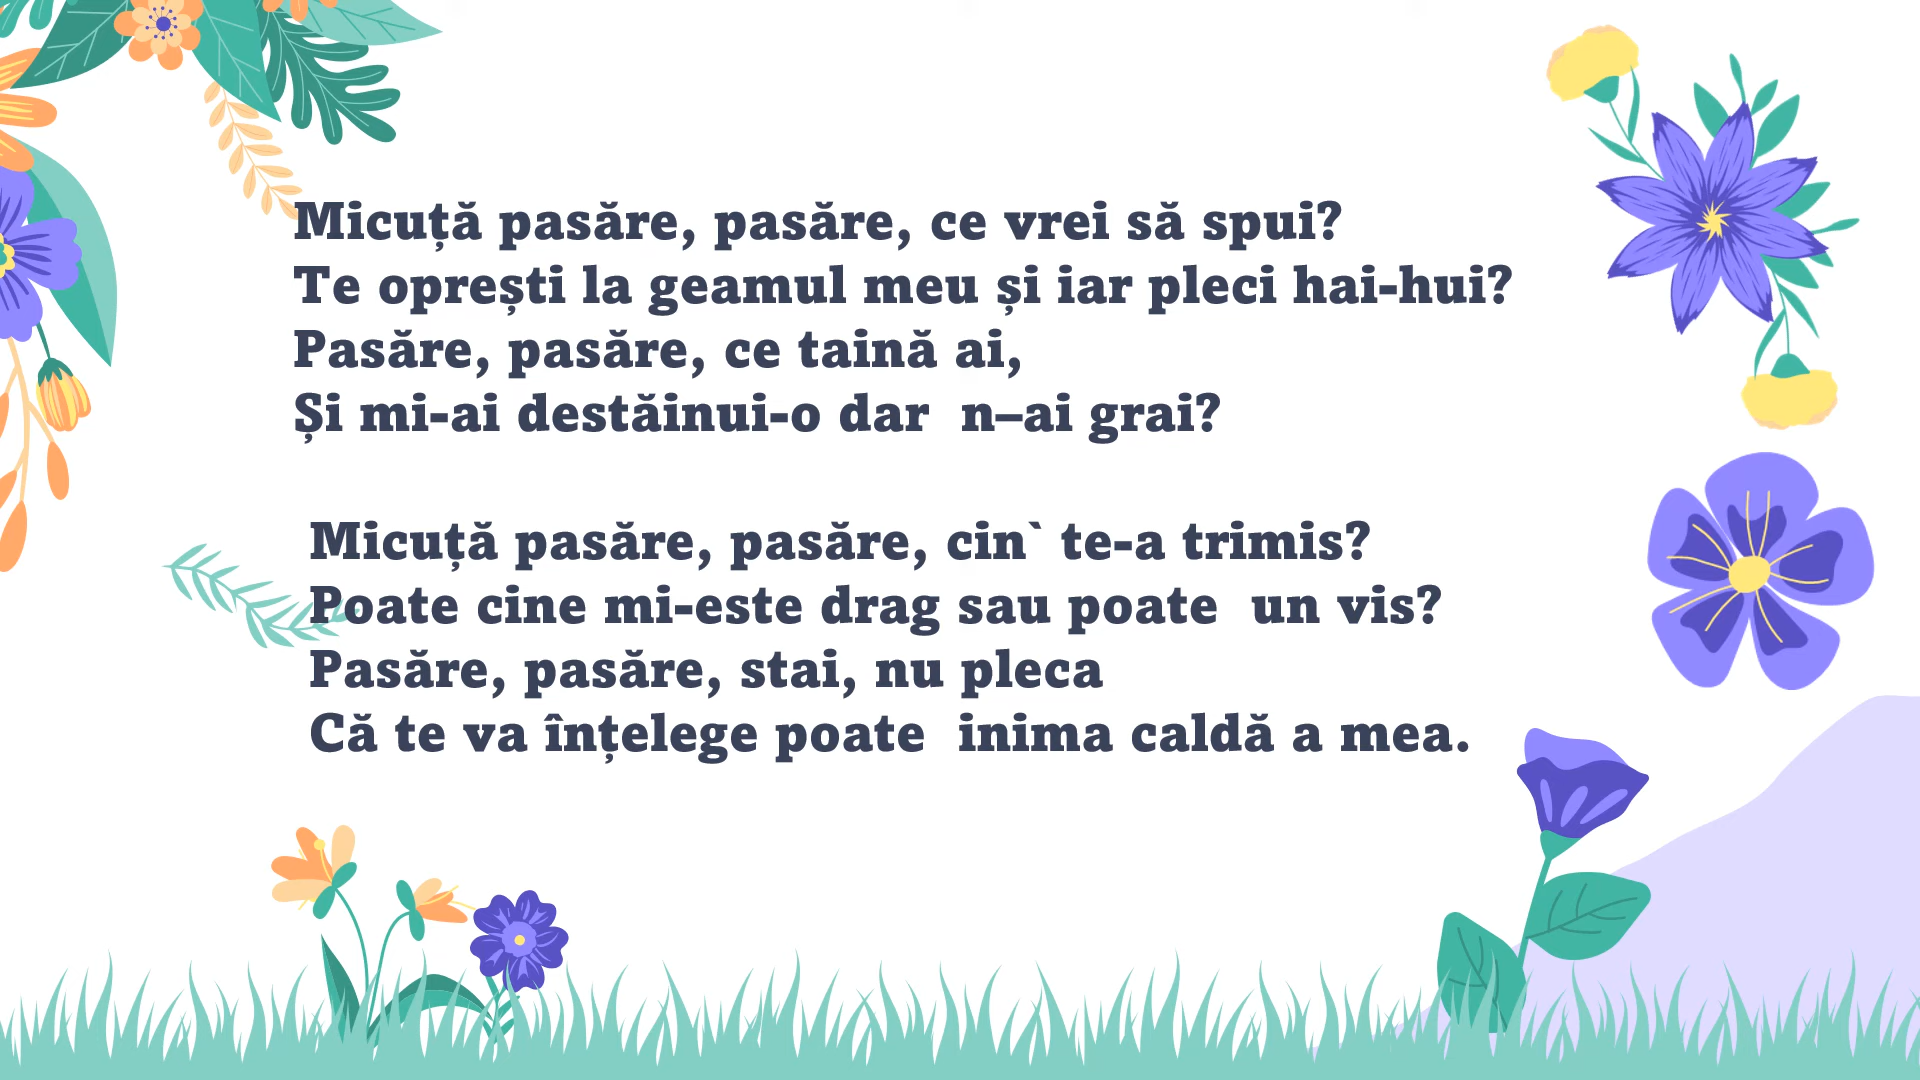 Micuță pasăre, pasăre, ce vrei să spui?
Te oprești la geamul meu și iar pleci hai-hui?
Pasăre, pasăre, ce taină ai,
Și mi-ai destăinui-o dar  n–ai grai?
Micuță pasăre, pasăre, cin` te-a trimis?
Poate cine mi-este drag sau poate  un vis?
Pasăre, pasăre, stai, nu pleca
Că te va înțelege poate  inima caldă a mea.